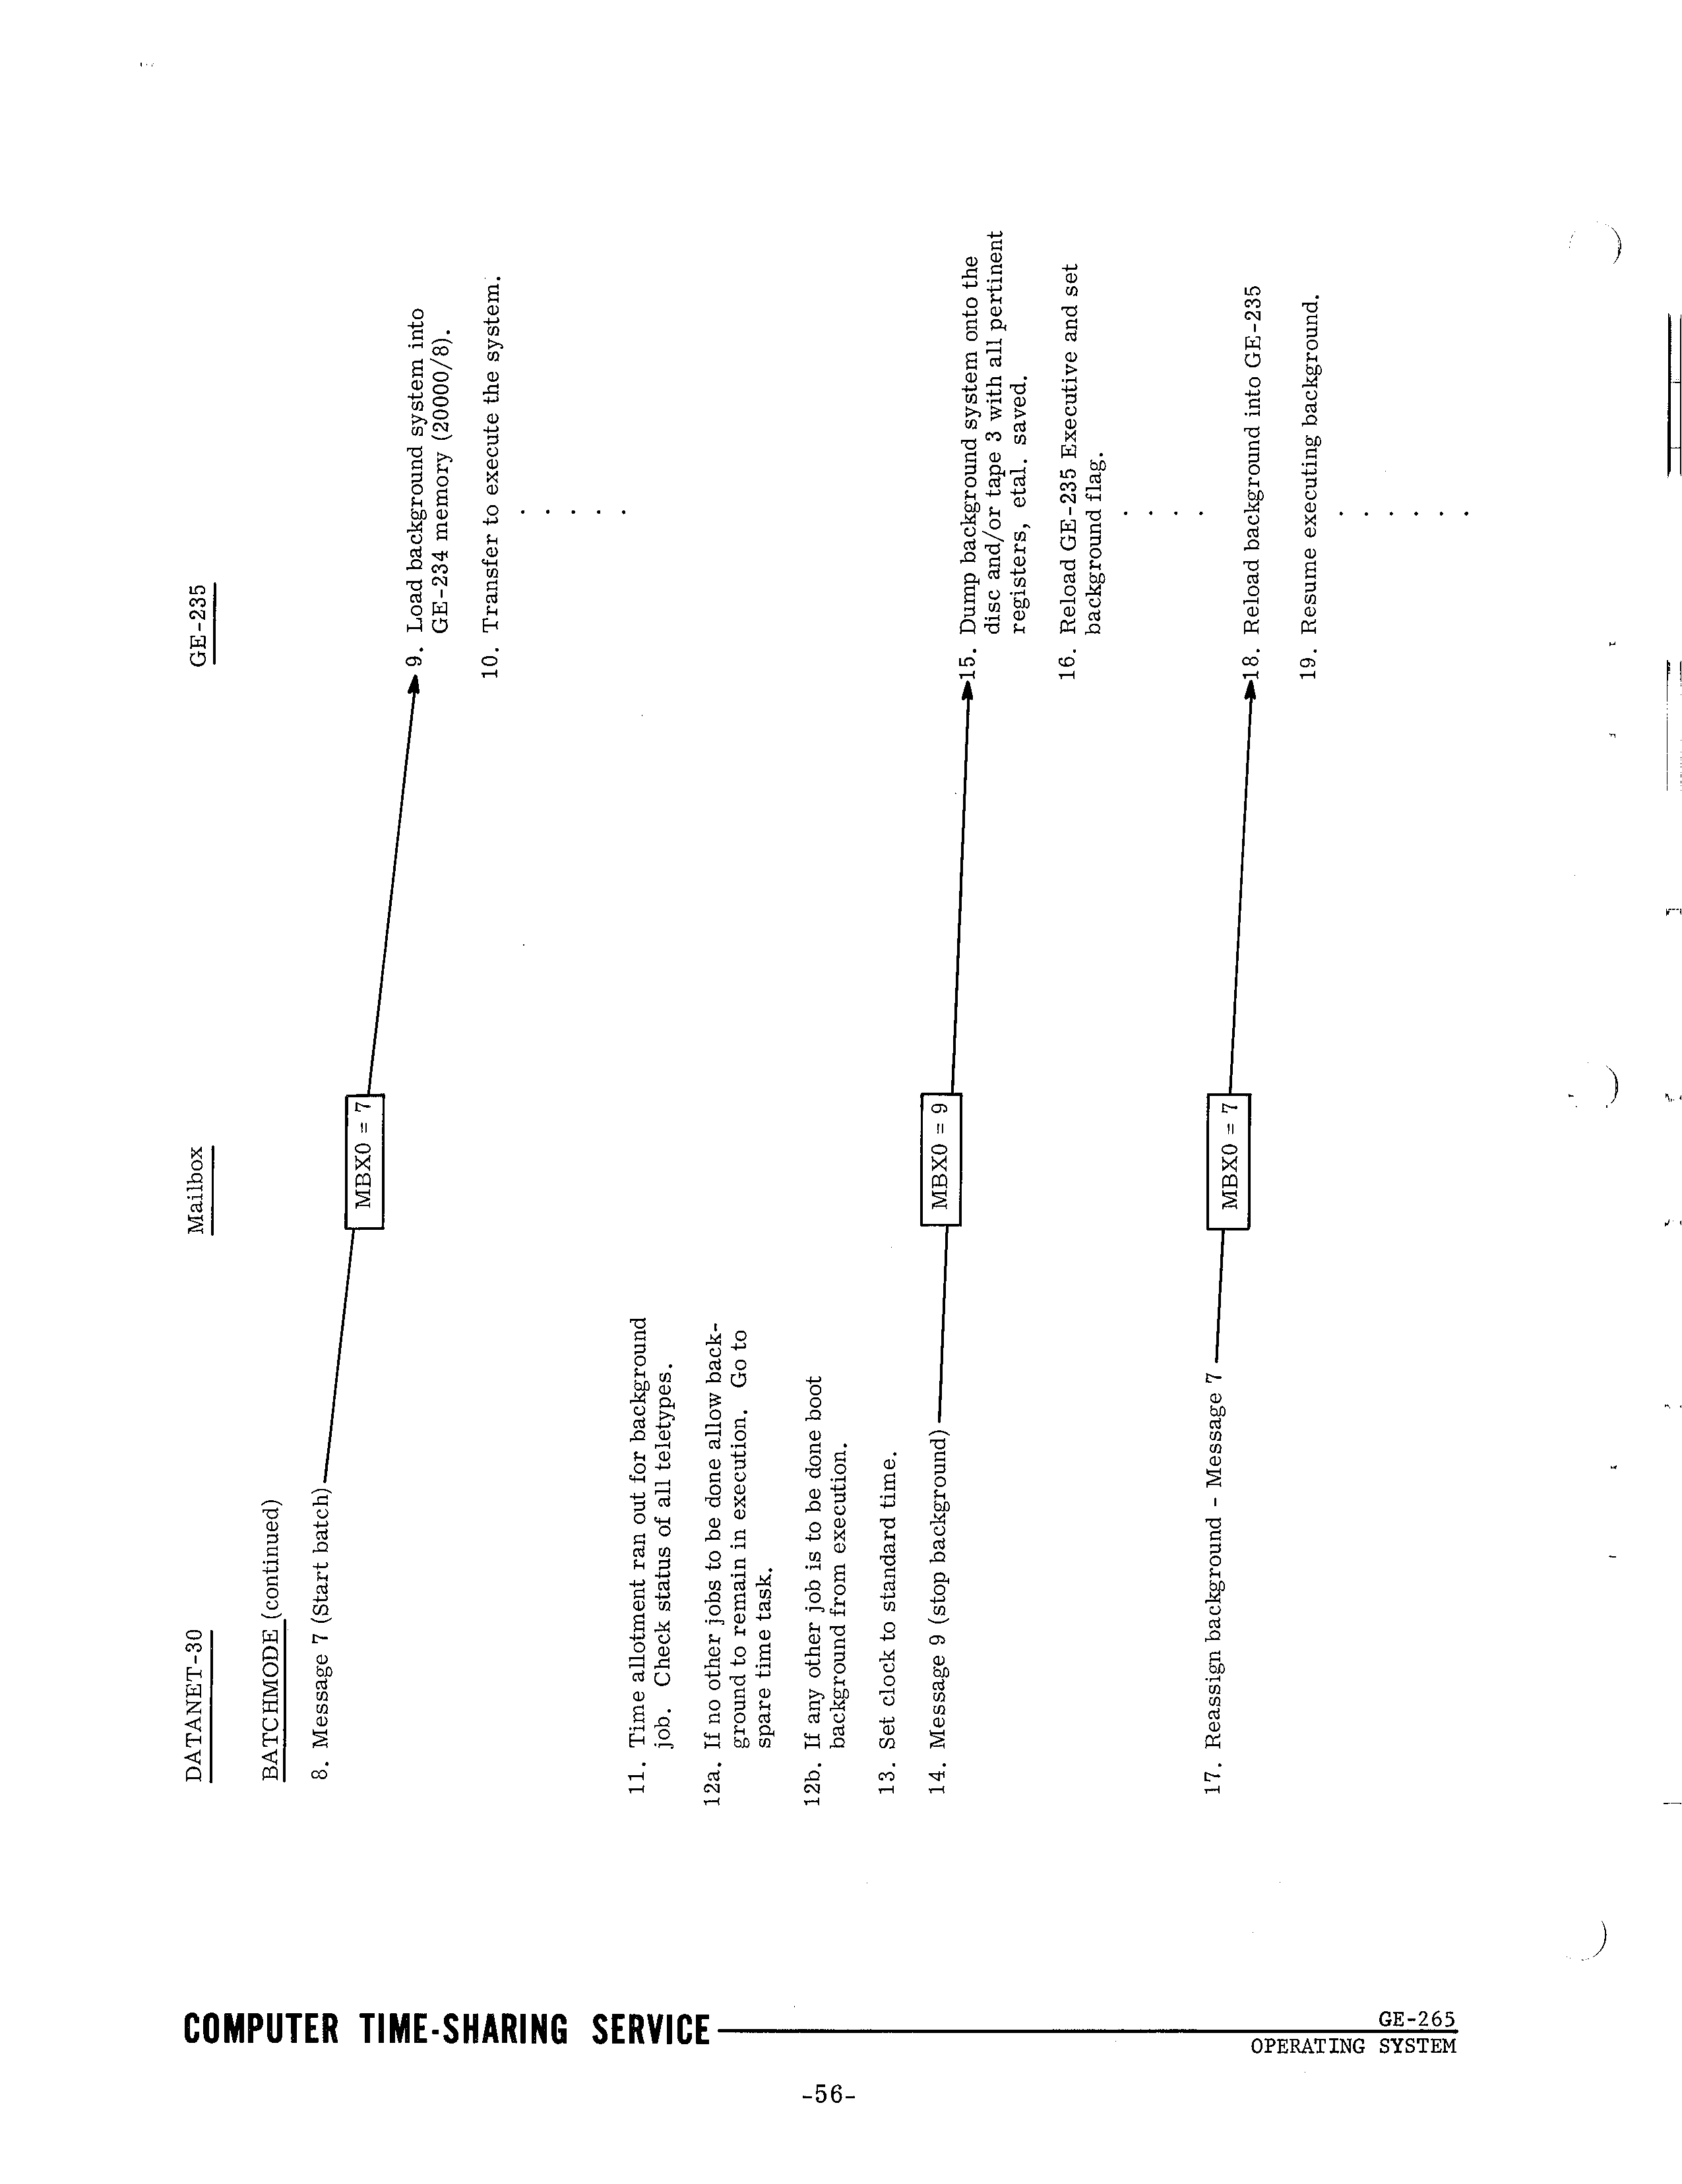 DATANET-30
Mailbox
GE-235
BATCHMODE (continued)
8. Message 7 (Start batch)
MBX0 = 7
9. Load background system into
GE-234 memory (20000/8).
10. Transfer to execute the system.
. . . . .
11. Time allotment ran out for background
job. Check status of all teletypes.
12a. If no other jobs to be done allow back-
ground to remain in execution. Go to
spare time task.
12b. If any other job is to be done boot
background from execution.
13. Set clock to standard time.
14. Message 9 (stop background)
MBX0 = 9
15. Dump background system onto the
disc and/or tape 3 with all pertinent
registers, etal. saved.
16. Reload GE-235 Executive and set
background flag.
. . . .
17. Reassign background - Message 7
MBX0 = 7
18. Reload background into GE-235
19. Resume executing background.
. . . . . .
COMPUTER TIME-SHARING SERVICE
GE-265
OPERATING SYSTEM
-56-